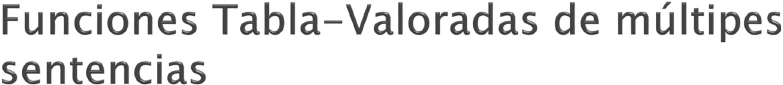 Funciones Tabla-Valoradas de múltipes
sentencias